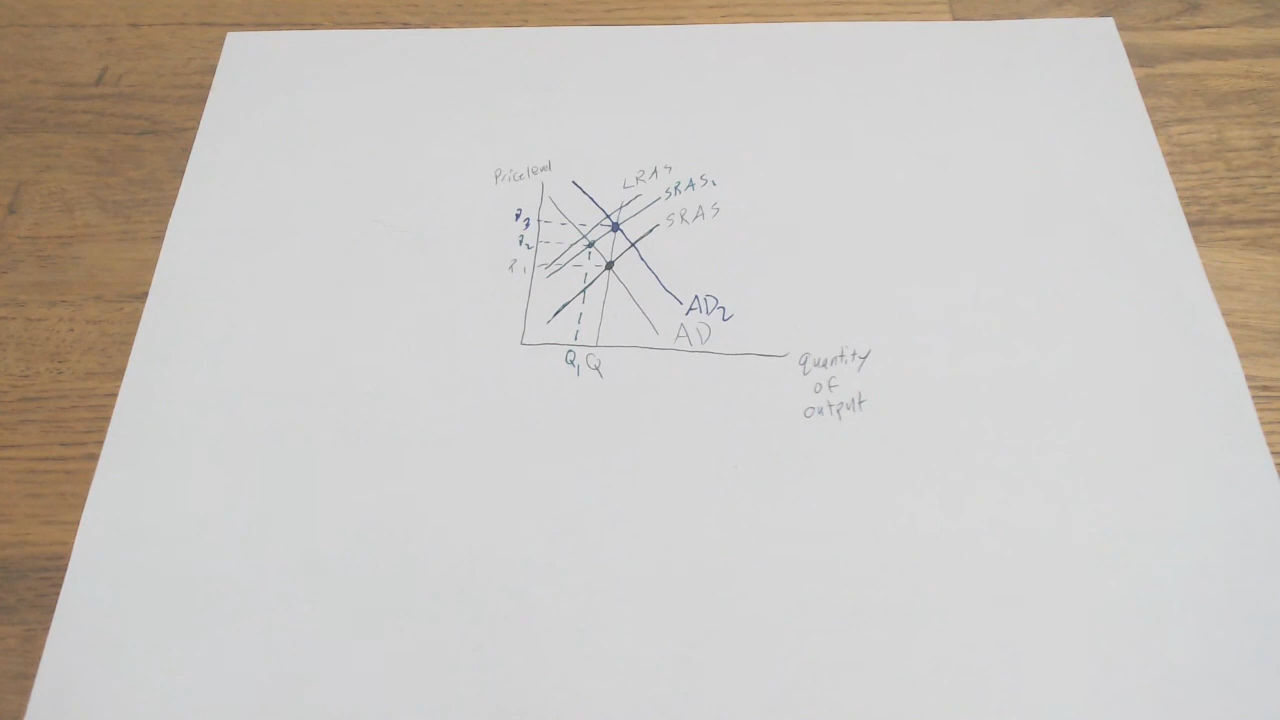 Price level
LRAS
SRAS₁
SRAS
P₃
P₂
P₁
AD₂
AD
Q₁ Q
quantity
of
output